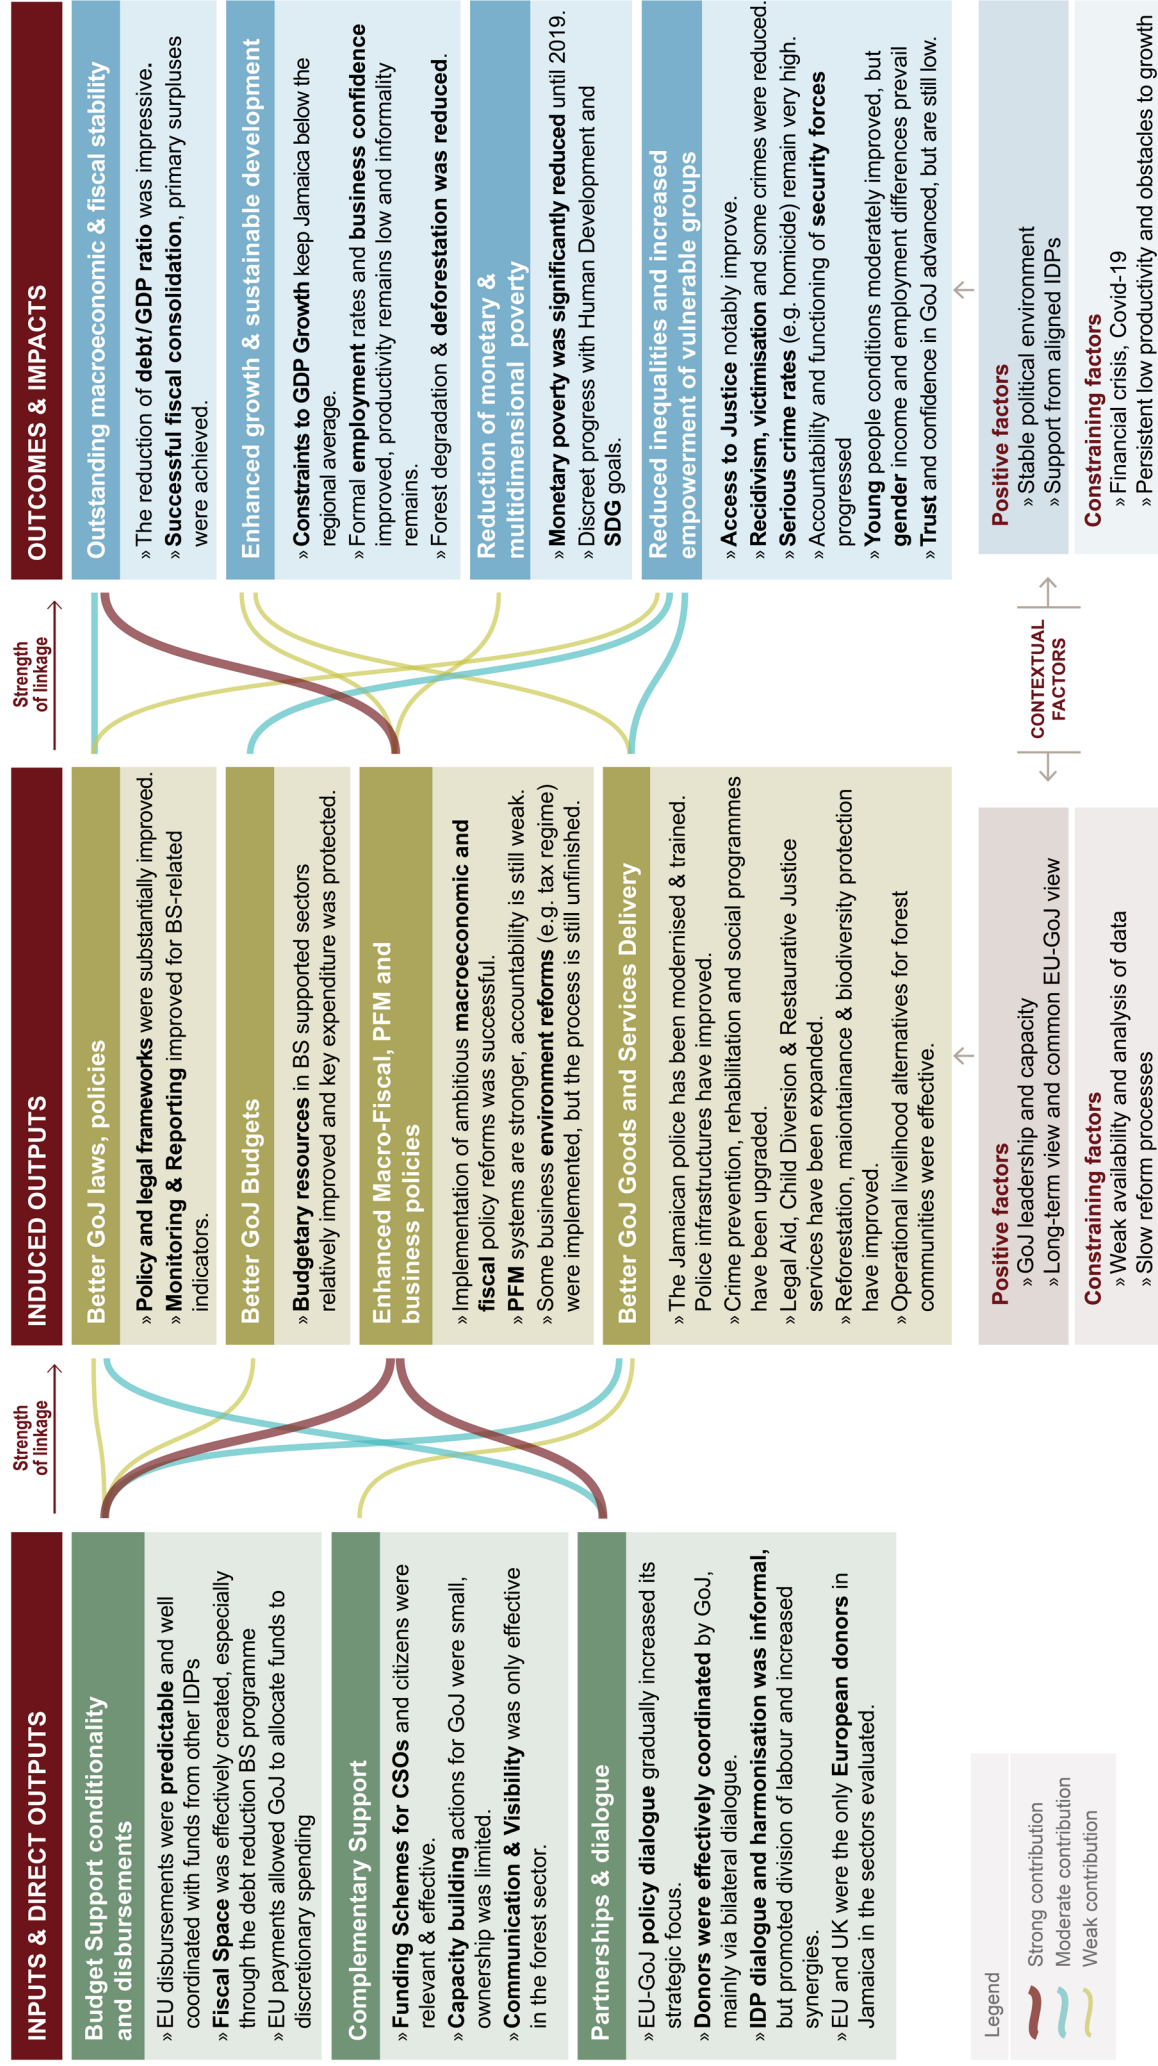 INPUTS & DIRECT OUTPUTS
Budget Support conditionality
and disbursements
» EU disbursements were predictable and well
coordinated with funds from other IDPs
» Fiscal Space was effectively created, especially
through the debt reduction BS programme
» EU payments allowed GoJ to allocate funds to
discretionary spending
Complementary Support
» Funding Schemes for CSOs and citizens were
relevant & effective.
» Capacity building actions for GoJ were small,
ownership was limited.
» Communication & Visibility was only effective
in the forest sector.
Partnerships & dialogue
» EU-GoJ policy dialogue gradually increased its
strategic focus.
» Donors were effectively coordinated by GoJ,
mainly via bilateral dialogue.
» IDP dialogue and harmonisation was informal,
but promoted division of labour and increased
synergies.
» EU and UK were the only European donors in
Jamaica in the sectors evaluated.
Legend
Strong contribution
Moderate contribution
Weak contribution
Strength
of linkage
INDUCED OUTPUTS
Better GoJ laws, policies
» Policy and legal frameworks were substantially improved.
» Monitoring & Reporting improved for BS-related
indicators.
Better GoJ Budgets
» Budgetary resources in BS supported sectors
relatively improved and key expenditure was protected.
Enhanced Macro-Fiscal, PFM and
business policies
» Implementation of ambitious macroeconomic and
fiscal policy reforms was successful.
» PFM systems are stronger, accountability is still weak.
» Some business environment reforms (e.g. tax regime)
were implemented, but the process is still unfinished.
Better GoJ Goods and Services Delivery
» The Jamaican police has been modernised & trained.
Police infrastructures have improved.
» Crime prevention, rehabilitation and social programmes
have been upgraded.
» Legal Aid, Child Diversion & Restaurative Justice
services have been expanded.
» Reforestation, maiontainance & biodiversity protection
have improved.
» Operational livelihood alternatives for forest
communities were effective.
Positive factors
» GoJ leadership and capacity
» Long-term view and common EU-GoJ view
Constraining factors
» Weak availability and analysis of data
» Slow reform processes
Strength
of linkage
CONTEXTUAL
FACTORS
OUTCOMES & IMPACTS
Outstanding macroeconomic & fiscal stability
» The reduction of debt/GDP ratio was impressive.
» Successful fiscal consolidation, primary surpluses
were achieved.
Enhanced growth & sustainable development
» Constraints to GDP Growth keep Jamaica below the
regional average.
» Formal employment rates and business confidence
improved, productivity remains low and informality
remains.
» Forest degradation & deforestation was reduced.
Reduction of monetary &
multidimensional poverty
» Monetary poverty was significantly reduced until 2019.
» Discreet progress with Human Development and
SDG goals.
Reduced inequalities and increased
empowerment of vulnerable groups
» Access to Justice notably improve.
» Recidivism, victimisation and some crimes were reduced.
» Serious crime rates (e.g. homicide) remain very high.
» Accountability and functioning of security forces
progressed
» Young people conditions moderately improved, but
gender income and employment differences prevail
» Trust and confidence in GoJ advanced, but are still low.
Positive factors
» Stable political environment
» Support from aligned IDPs
Constraining factors
» Financial crisis, Covid-19
» Persistent low productivity and obstacles to growth